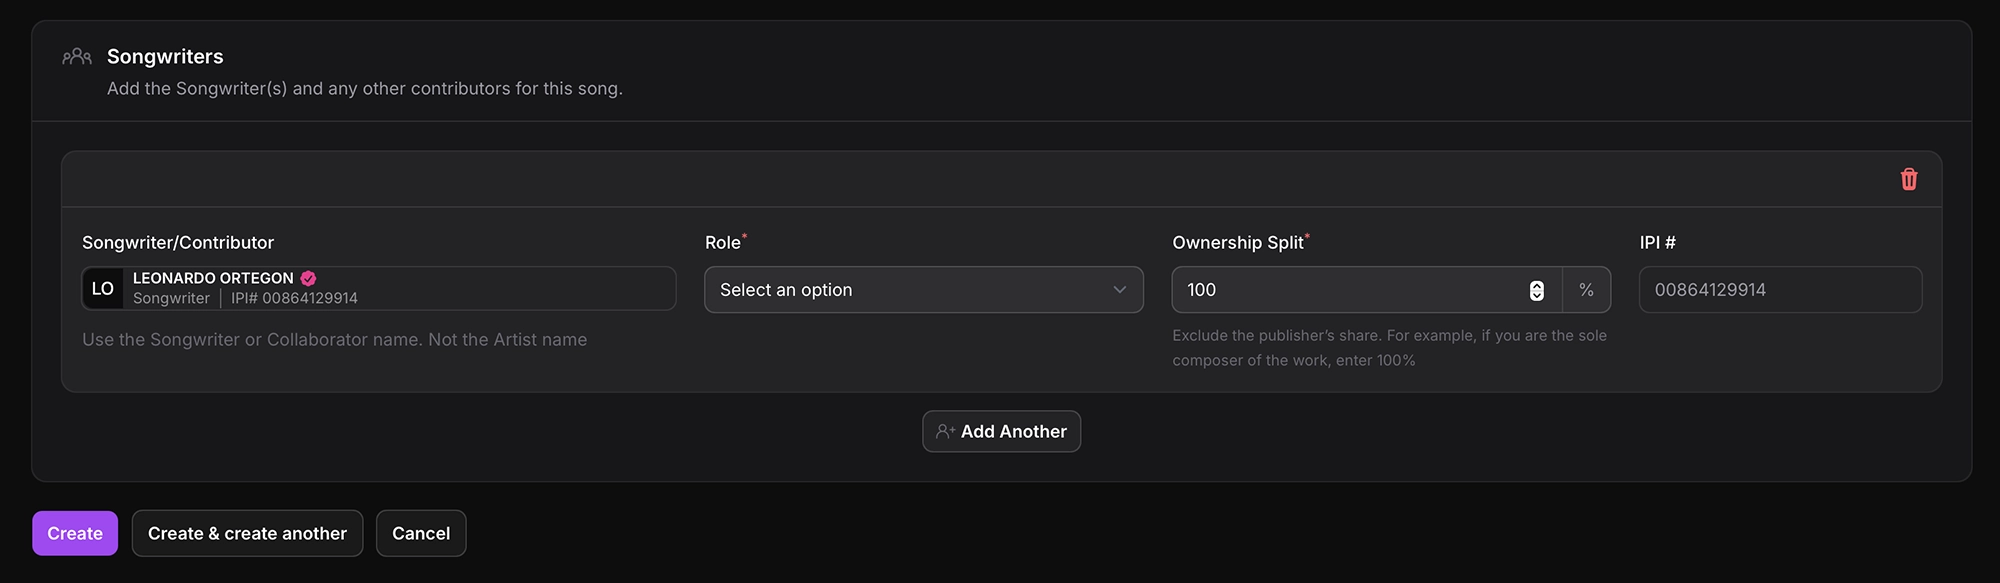 Songwriters
Add the Songwriter(s) and any other contributors for this song.
Songwriter/Contributor
LO
LEONARDO ORTEGON
Songwriter | IPI# 00864129914
Use the Songwriter or Collaborator name. Not the Artist name
Role*
Select an option
Ownership Split*
100
%
Exclude the publisher's share. For example, if you are the sole
composer of the work, enter 100%
IPI #
00864129914
Add Another
Create
Create & create another
Cancel